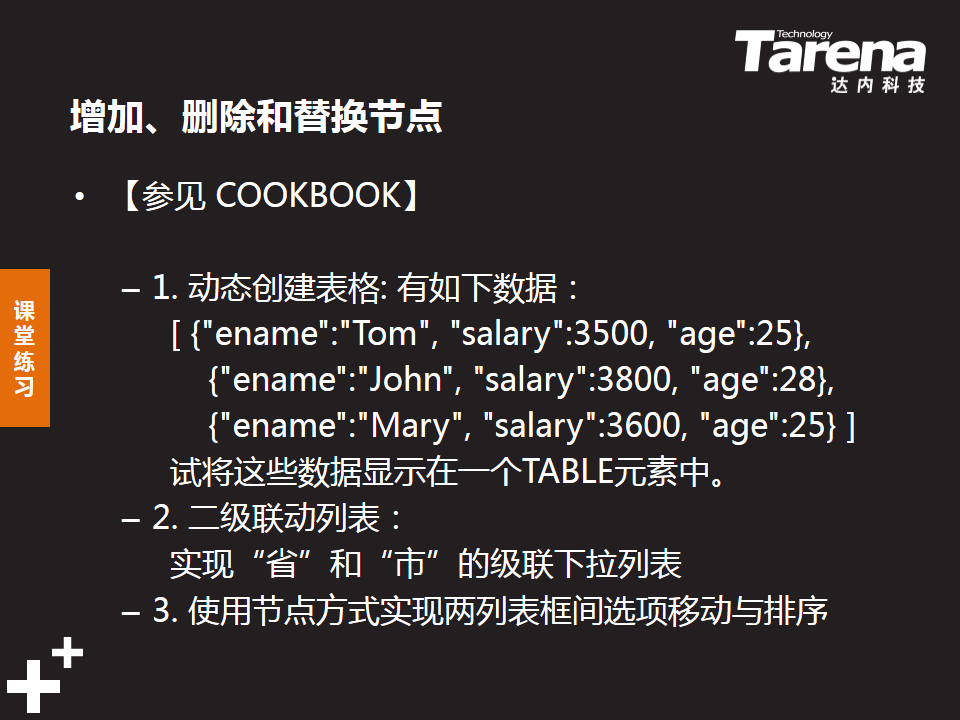 Technology
Tarena
达内科技
增加、删除和替换节点
• 【参见 COOKBOOK】
– 1. 动态创建表格: 有如下数据：
[ {"ename":"Tom", "salary":3500, "age":25},
{"ename":"John", "salary":3800, "age":28},
{"ename":"Mary", "salary":3600, "age":25} ]
试将这些数据显示在一个TABLE元素中。
– 2. 二级联动列表：
实现“省”和“市”的级联下拉列表
– 3. 使用节点方式实现两列表框间选项移动与排序
课堂练习